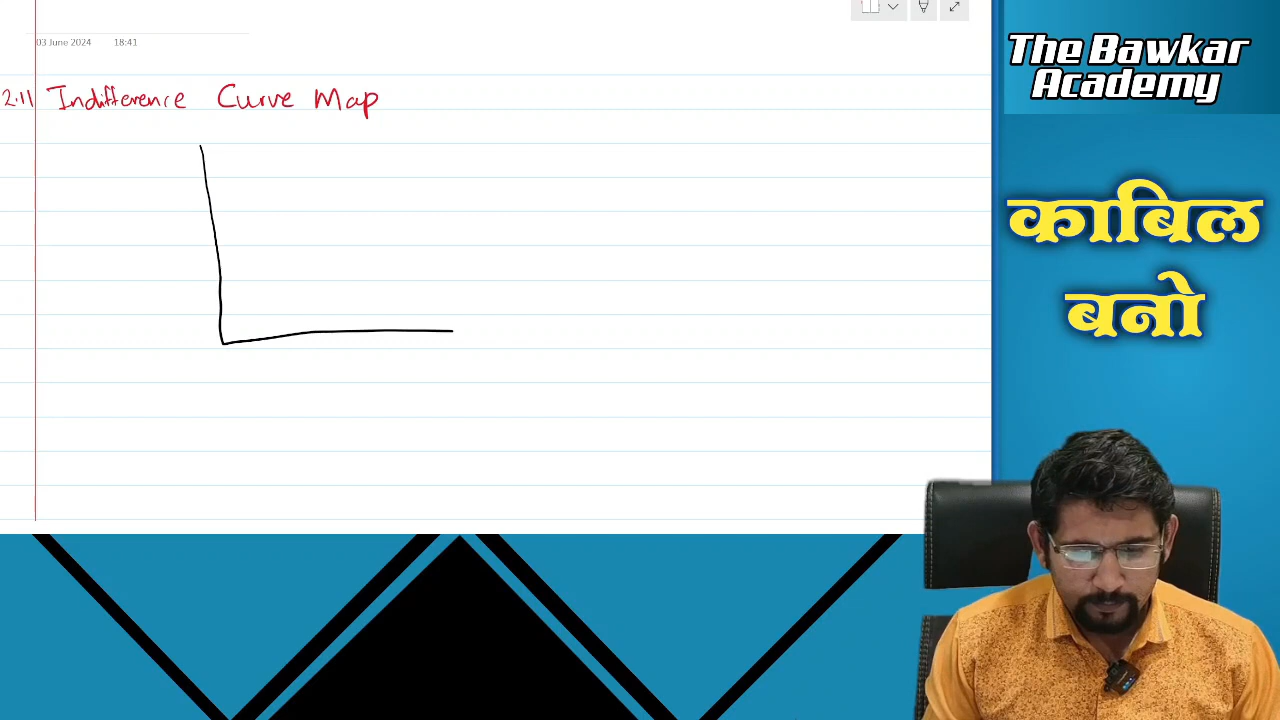 03 June 2024 18:41
2.11 Indifference Curve Map
The Bawkar
Academy
काबिल
बनो